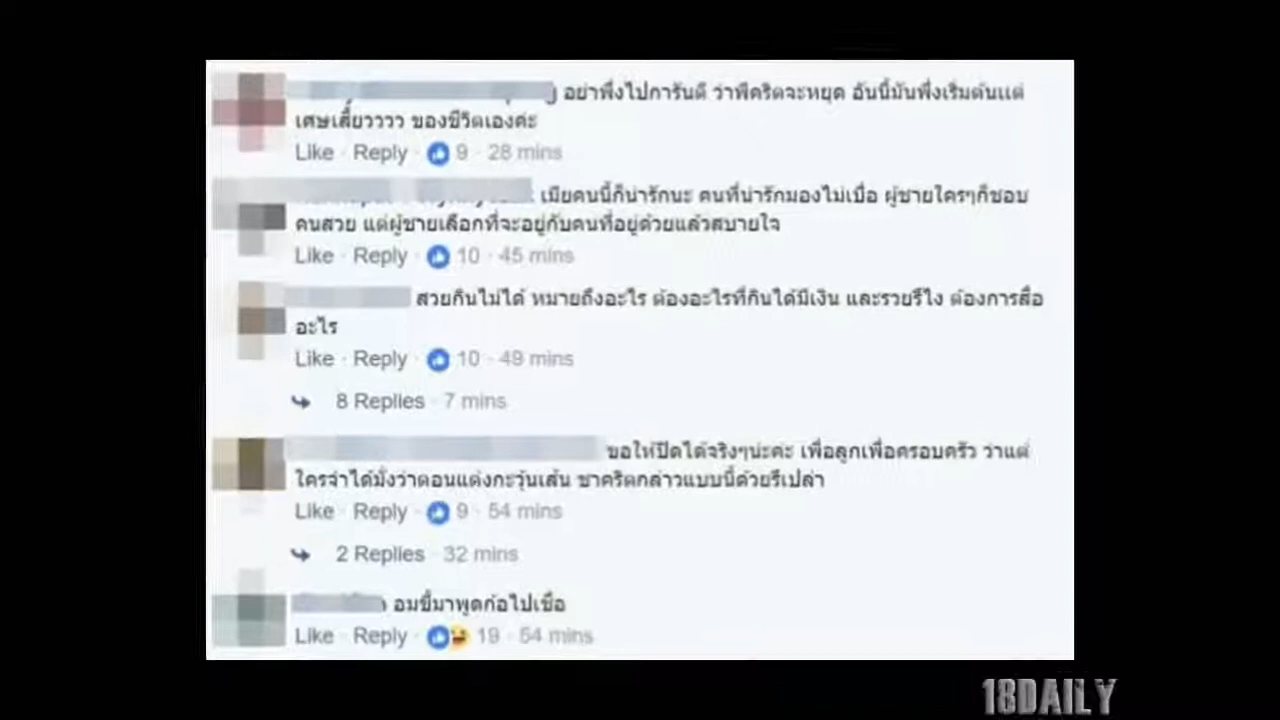 อย่าพึ่งไปการันตี ว่าพี่คริตจะหยุด อันนี้มันพึ่งเริ่มต้นแต่
เศษเสี้ยวววว ของชีวิตเองค่ะ
Like · Reply · 9 · 28 mins
เมียคนนี้ก็น่ารักนะ คนที่น่ารักมองไม่เบื่อ ผู้ชายใครๆก็ชอบ
คนสวย แต่ผู้ชายเลือกที่จะอยู่กับคนที่อยู่ด้วยแล้วสบายใจ
Like · Reply · 10 · 45 mins
สวยกินไม่ได้ หมายถึงอะไร ต้องอะไรที่กินได้มีเงิน และรวยรึไง ต้องการสื่อ
อะไร
Like · Reply · 10 · 49 mins
8 Replies · 7 mins
ขอให้ปิดได้จริงๆน่ะคะ เพื่อลูกเพื่อครอบครัว ว่าแต่
ใครจำได้มั่งว่าตอนแต่งกะวุ้นเส้น ชาคริตกล่าวแบบนี้ด้วยรึเปล่า
Like · Reply · 9 · 54 mins
2 Replies · 32 mins
อมขี้มาพูดก้อไปเชื่อ
Like · Reply · 19 · 54 mins
18DAILY